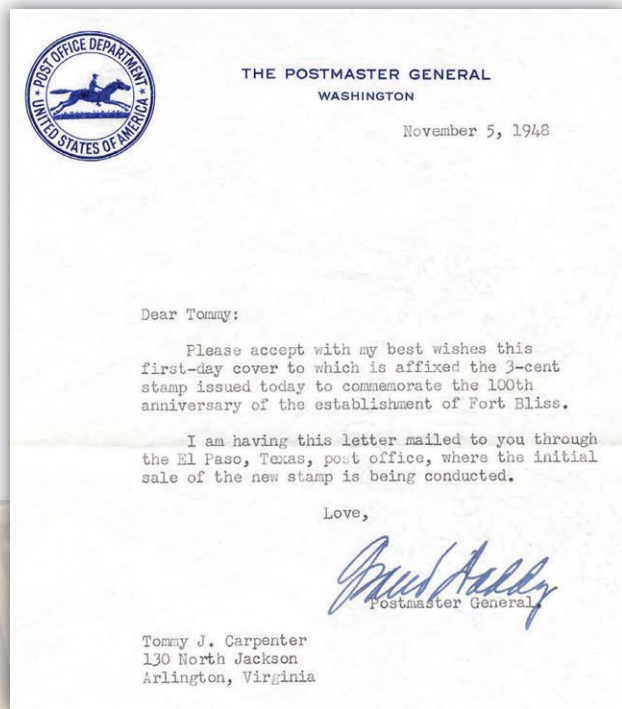 POST OFFICE DEPARTMENT
UNITED STATES OF AMERICA
THE POSTMASTER GENERAL
WASHINGTON
November 5, 1948
Dear Tommy:
Please accept with my best wishes this
first-day cover to which is affixed the 3-cent
stamp issued today to commemorate the 100th
anniversary of the establishment of Fort Bliss.
I am having this letter mailed to you through
the El Paso, Texas, post office, where the initial
sale of the new stamp is being conducted.
Love,
Grand Daddy
Postmaster General.
Tommy J. Carpenter
130 North Jackson
Arlington, Virginia